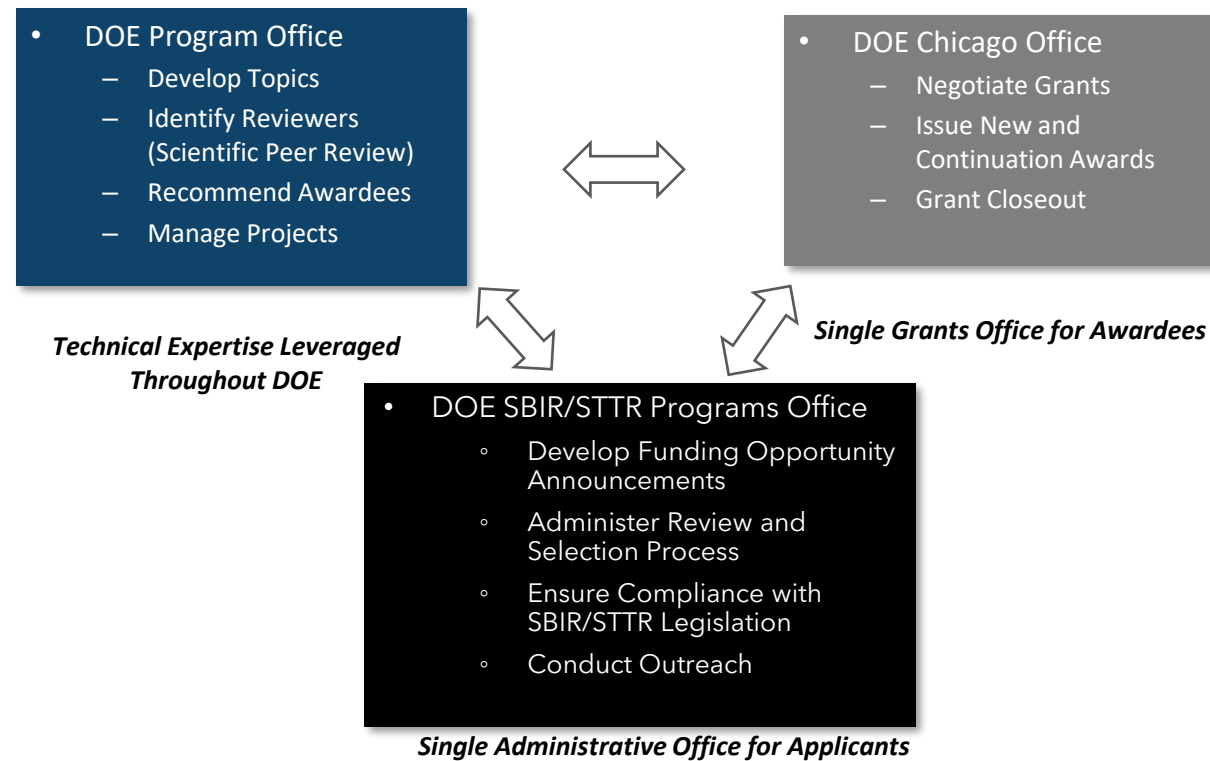 • DOE Program Office
– Develop Topics
– Identify Reviewers
(Scientific Peer Review)
– Recommend Awardees
– Manage Projects
• DOE Chicago Office
– Negotiate Grants
– Issue New and
Continuation Awards
– Grant Closeout
Technical Expertise Leveraged
Throughout DOE
Single Grants Office for Awardees
• DOE SBIR/STTR Programs Office
◦ Develop Funding Opportunity
Announcements
◦ Administer Review and
Selection Process
◦ Ensure Compliance with
SBIR/STTR Legislation
◦ Conduct Outreach
Single Administrative Office for Applicants